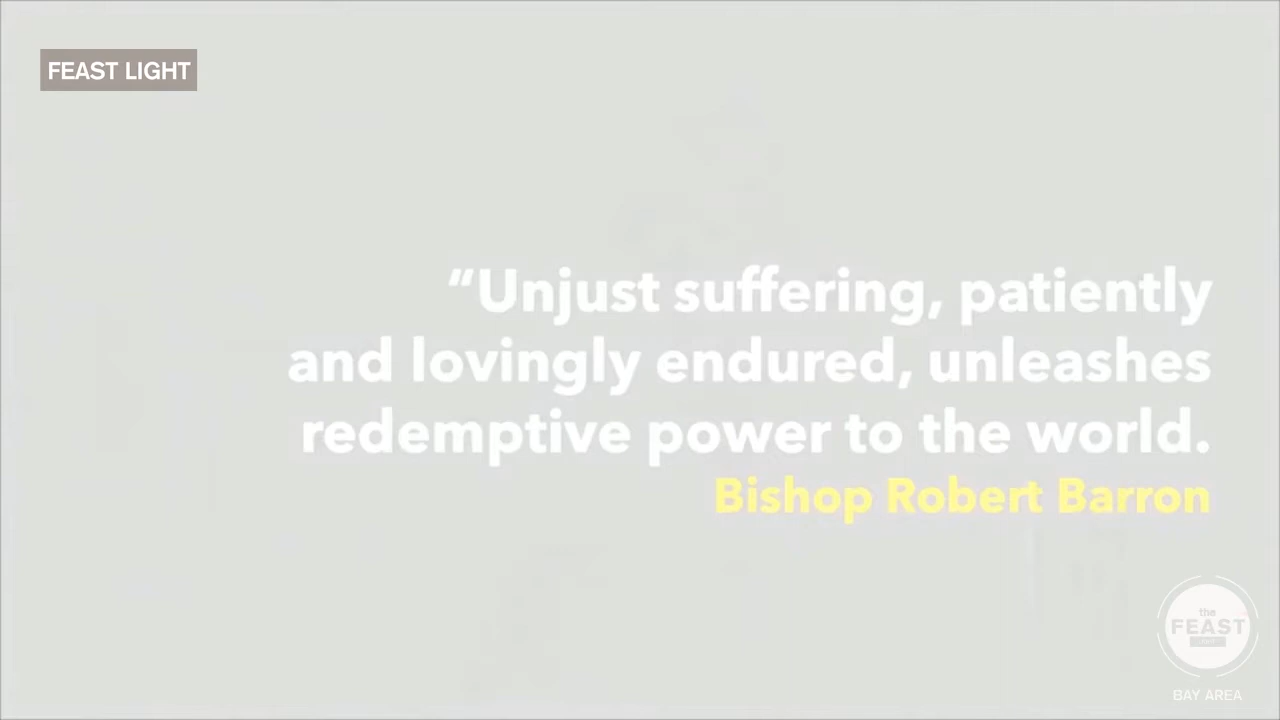 FEAST LIGHT
“Unjust suffering, patiently
and lovingly endured, unleashes
redemptive power to the world.
Bishop Robert Barron
the
FEAST
BAY AREA